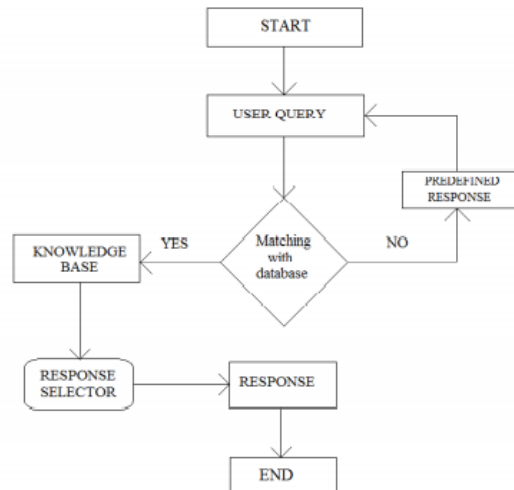 START
USER QUERY
PREDEFINED
RESPONSE
Matching
with
database
YES
NO
KNOWLEDGE
BASE
RESPONSE
SELECTOR
RESPONSE
END